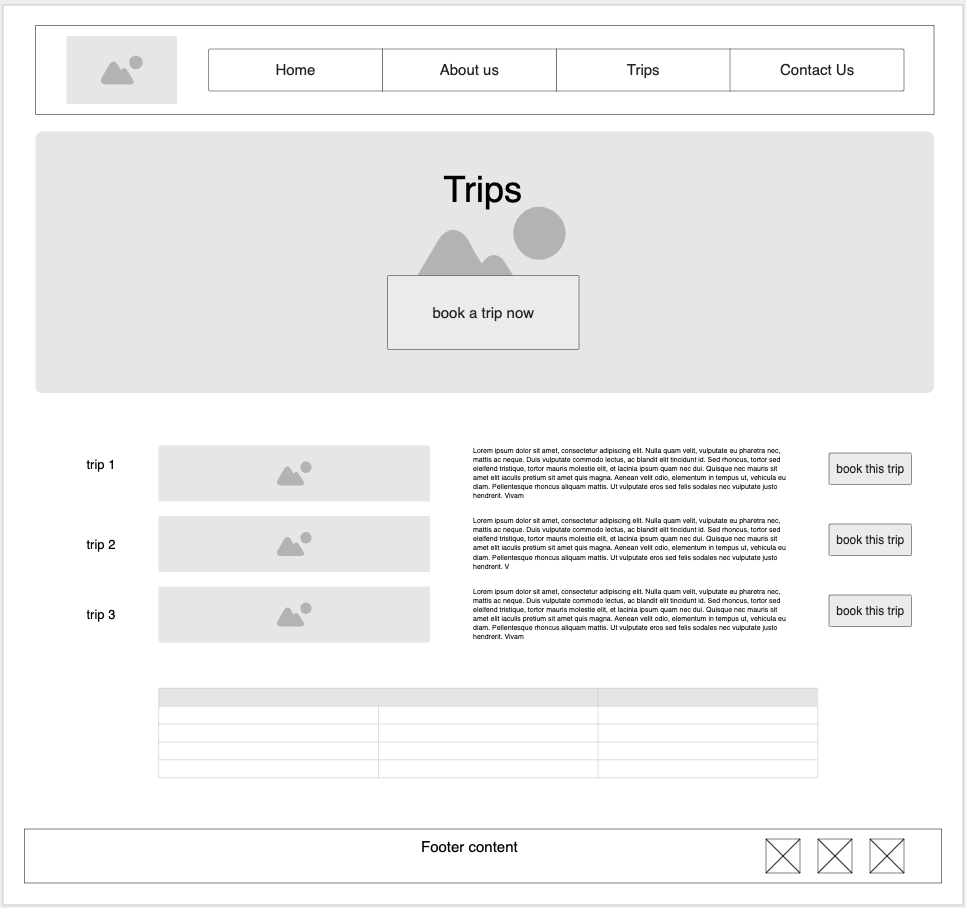 Home
About us
Trips
Contact Us
Trips
book a trip now
trip 1
Lorem ipsum dolor sit amet, consectetur adipiscing elit. Nulla quam velit, vulputate eu pharetra nec,
mattis ac neque. Duis vulputate commodo lectus, ac blandit elit tincidunt id. Sed rhoncus, tortor sed
eleifend tristique, tortor mauris molestie elit, et lacinia ipsum quam nec dui. Quisque nec mauris sit
amet elit iaculis pretium sit amet quis magna. Aenean velit odio, elementum in tempus ut, vehicula eu
diam. Pellentesque rhoncus aliquam mattis. Ut vulputate eros sed felis sodales nec vulputate justo
hendrerit. Vivam
book this trip
trip 2
Lorem ipsum dolor sit amet, consectetur adipiscing elit. Nulla quam velit, vulputate eu pharetra nec,
mattis ac neque. Duis vulputate commodo lectus, ac blandit elit tincidunt id. Sed rhoncus, tortor sed
eleifend tristique, tortor mauris molestie elit, et lacinia ipsum quam nec dui. Quisque nec mauris sit
amet elit iaculis pretium sit amet quis magna. Aenean velit odio, elementum in tempus ut, vehicula eu
diam. Pellentesque rhoncus aliquam mattis. Ut vulputate eros sed felis sodales nec vulputate justo
hendrerit. V
book this trip
trip 3
Lorem ipsum dolor sit amet, consectetur adipiscing elit. Nulla quam velit, vulputate eu pharetra nec,
mattis ac neque. Duis vulputate commodo lectus, ac blandit elit tincidunt id. Sed rhoncus, tortor sed
eleifend tristique, tortor mauris molestie elit, et lacinia ipsum quam nec dui. Quisque nec mauris sit
amet elit iaculis pretium sit amet quis magna. Aenean velit odio, elementum in tempus ut, vehicula eu
diam. Pellentesque rhoncus aliquam mattis. Ut vulputate eros sed felis sodales nec vulputate justo
hendrerit. Vivam
book this trip
Footer content